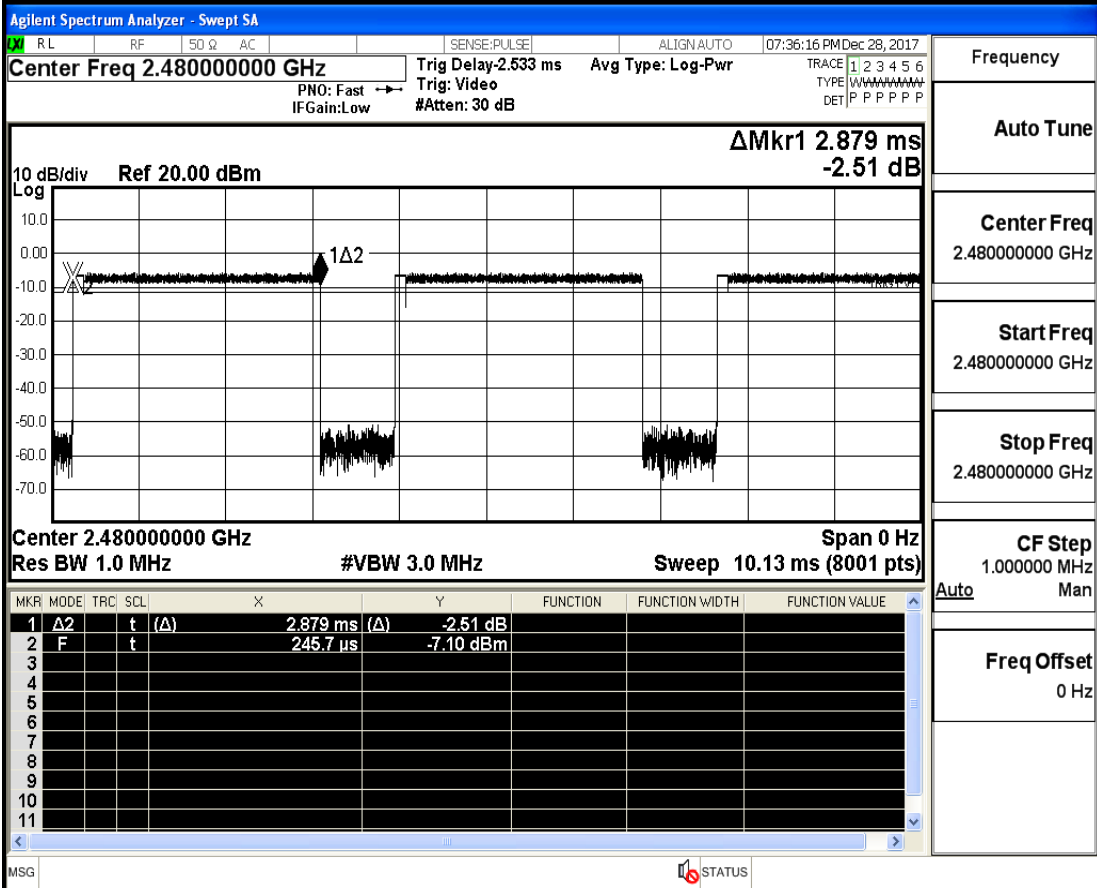 Agilent Spectrum Analyzer - Swept SA
LXI RL RF 50 Ω AC SENSE:PULSE ALIGN AUTO 07:36:16 PM Dec 28, 2017
Center Freq 2.480000000 GHz
PNO: Fast
IFGain:Low
Trig Delay-2.533 ms
Trig: Video
#Atten: 30 dB
Avg Type: Log-Pwr
TRACE 1 2 3 4 5 6
TYPE WWWWWW
DET P P P P P P
ΔMkr1 2.879 ms
-2.51 dB
10 dB/div Ref 20.00 dBm
Log
10.0
0.00
-10.0
-20.0
-30.0
-40.0
-50.0
-60.0
-70.0
1Δ2
2
Center 2.480000000 GHz Span 0 Hz
Res BW 1.0 MHz #VBW 3.0 MHz Sweep 10.13 ms (8001 pts)
MKR MODE TRC SCL X Y FUNCTION FUNCTION WIDTH FUNCTION VALUE
1 Δ2 t (Δ) 2.879 ms (Δ) -2.51 dB
2 F t 245.7 µs -7.10 dBm
3
4
5
6
7
8
9
10
11
MSG STATUS
Frequency
Auto Tune
Center Freq
2.480000000 GHz
Start Freq
2.480000000 GHz
Stop Freq
2.480000000 GHz
CF Step
1.000000 MHz
Auto Man
Freq Offset
0 Hz